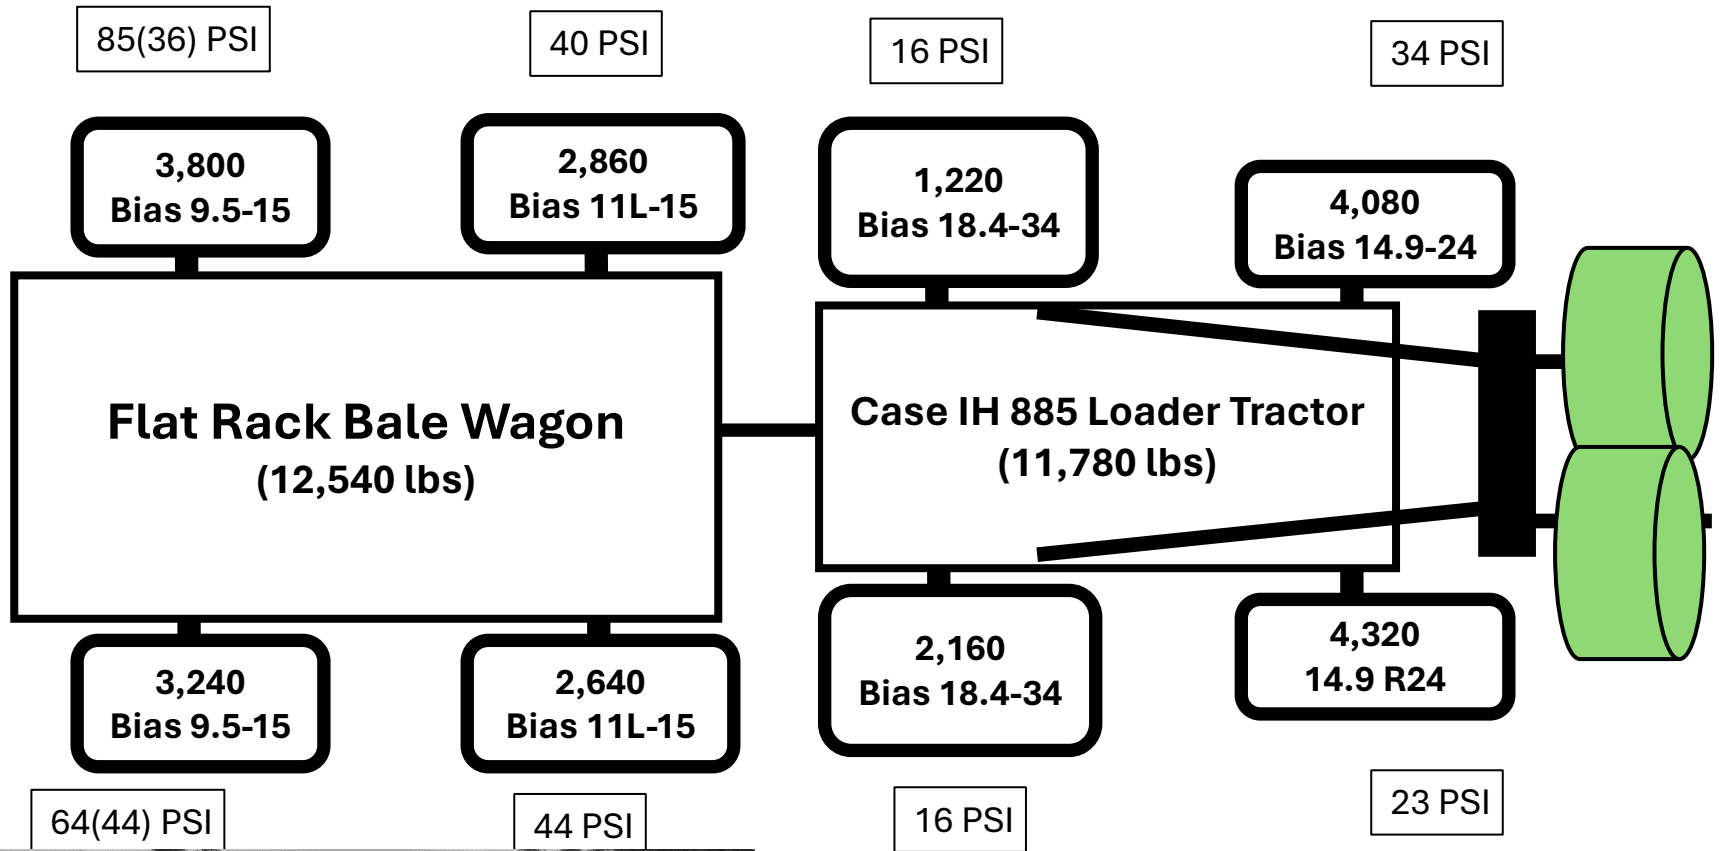 85(36) PSI
40 PSI
16 PSI
34 PSI
3,800
Bias 9.5-15
2,860
Bias 11L-15
1,220
Bias 18.4-34
4,080
Bias 14.9-24
Flat Rack Bale Wagon
(12,540 lbs)
Case IH 885 Loader Tractor
(11,780 lbs)
3,240
Bias 9.5-15
2,640
Bias 11L-15
2,160
Bias 18.4-34
4,320
14.9 R24
64(44) PSI
44 PSI
16 PSI
23 PSI